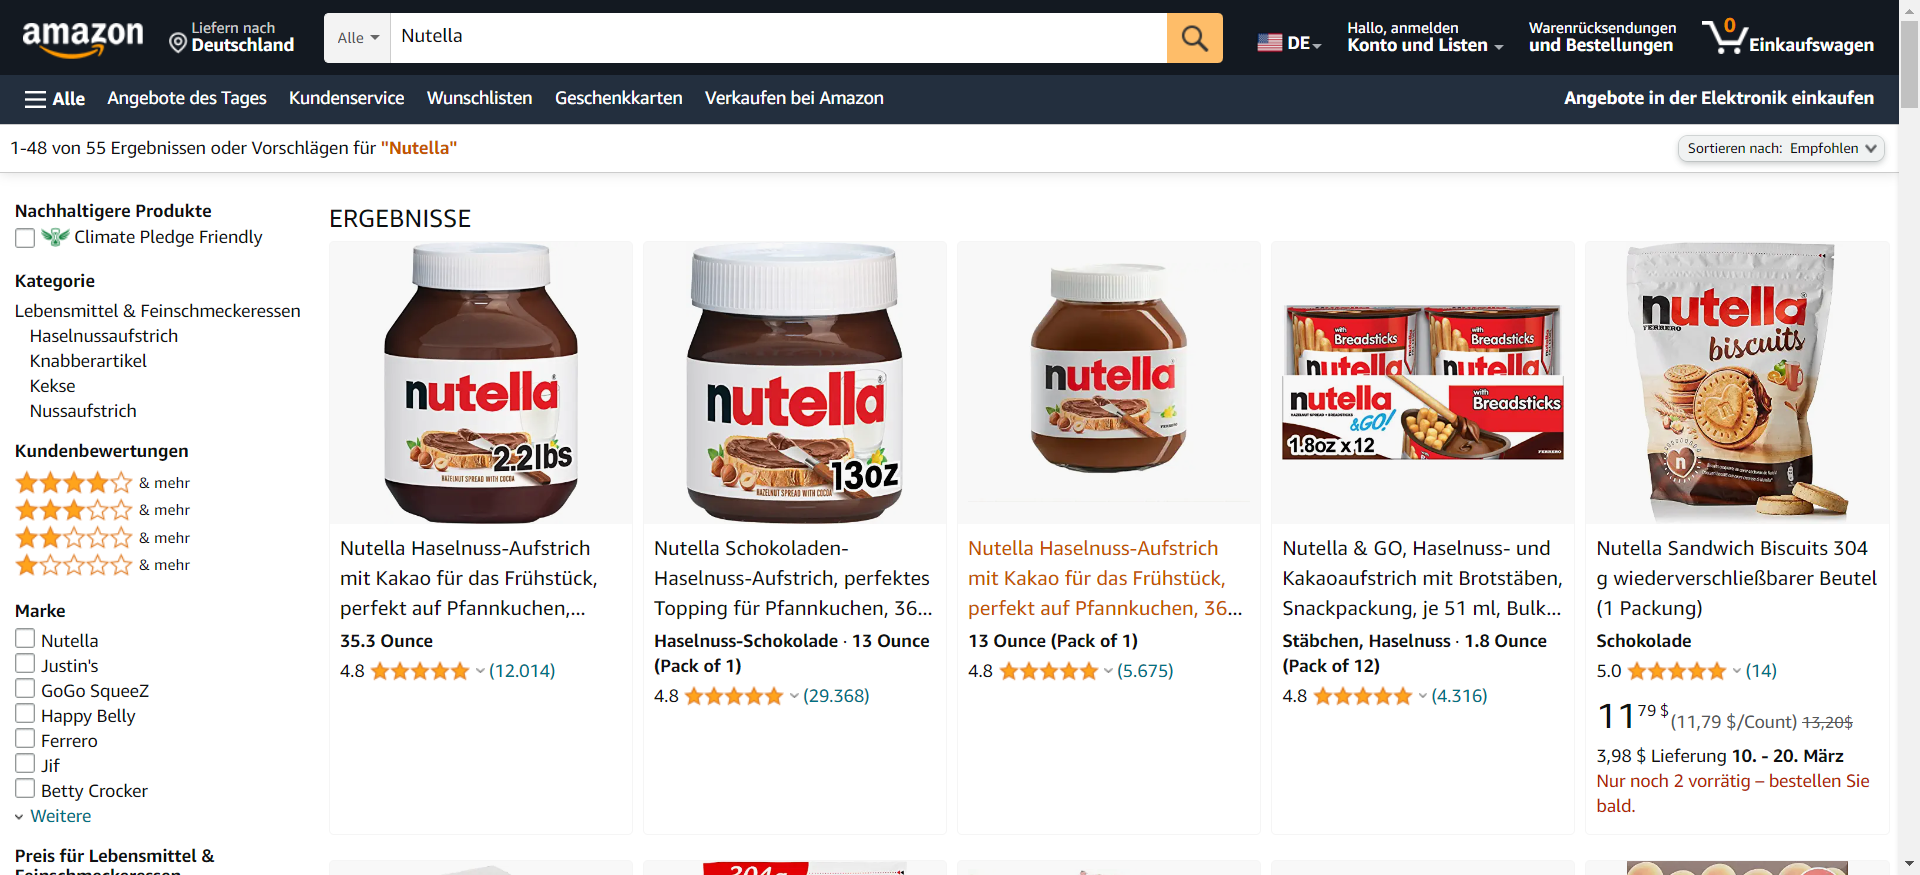 amazon
Liefern nach
Deutschland
Alle
Nutella
DE
Hallo, anmelden
Konto und Listen
Warenrücksendungen
und Bestellungen
0
Einkaufswagen
Alle
Angebote des Tages
Kundenservice
Wunschlisten
Geschenkkarten
Verkaufen bei Amazon
Angebote in der Elektronik einkaufen
1-48 von 55 Ergebnissen oder Vorschlägen für "Nutella"
Sortieren nach: Empfohlen
Nachhaltigere Produkte
Climate Pledge Friendly
Kategorie
Lebensmittel & Feinschmeckeressen
Haselnussaufstrich
Knabberartikel
Kekse
Nussaufstrich
Kundenbewertungen
& mehr
& mehr
& mehr
& mehr
Marke
Nutella
Justin's
GoGo SqueeZ
Happy Belly
Ferrero
Jif
Betty Crocker
Weitere
Preis für Lebensmittel &
Feinschmeckeressen
ERGEBNISSE
nutella
2.2lbs
HAZELNUT SPREAD WITH COCOA
Nutella Haselnuss-Aufstrich
mit Kakao für das Frühstück,
perfekt auf Pfannkuchen,...
35.3 Ounce
4.8 (12.014)
nutella
13oz
HAZELNUT SPREAD WITH COCOA
Nutella Schokoladen-
Haselnuss-Aufstrich, perfektes
Topping für Pfannkuchen, 36...
Haselnuss-Schokolade · 13 Ounce
(Pack of 1)
4.8 (29.368)
nutella
Nutella Haselnuss-Aufstrich
mit Kakao für das Frühstück,
perfekt auf Pfannkuchen, 36...
13 Ounce (Pack of 1)
4.8 (5.675)
with
Breadsticks
nutella
with
Breadsticks
nutella
nutella
HAZELNUT SPREAD + BREADSTICKS
&GO!
with
Breadsticks
1.8oz x 12
FERRERO
Nutella & GO, Haselnuss- und
Kakaoaufstrich mit Brotstäben,
Snackpackung, je 51 ml, Bulk...
Stäbchen, Haselnuss · 1.8 Ounce
(Pack of 12)
4.8 (4.316)
nutella
FERRERO
biscuits
n
Nutella Sandwich Biscuits 304
g wiederverschließbarer Beutel
(1 Packung)
Schokolade
5.0 (14)
11 79 $ (11,79 $/Count) 13,20$
3,98 $ Lieferung 10. - 20. März
Nur noch 2 vorrätig – bestellen Sie
bald.
304g